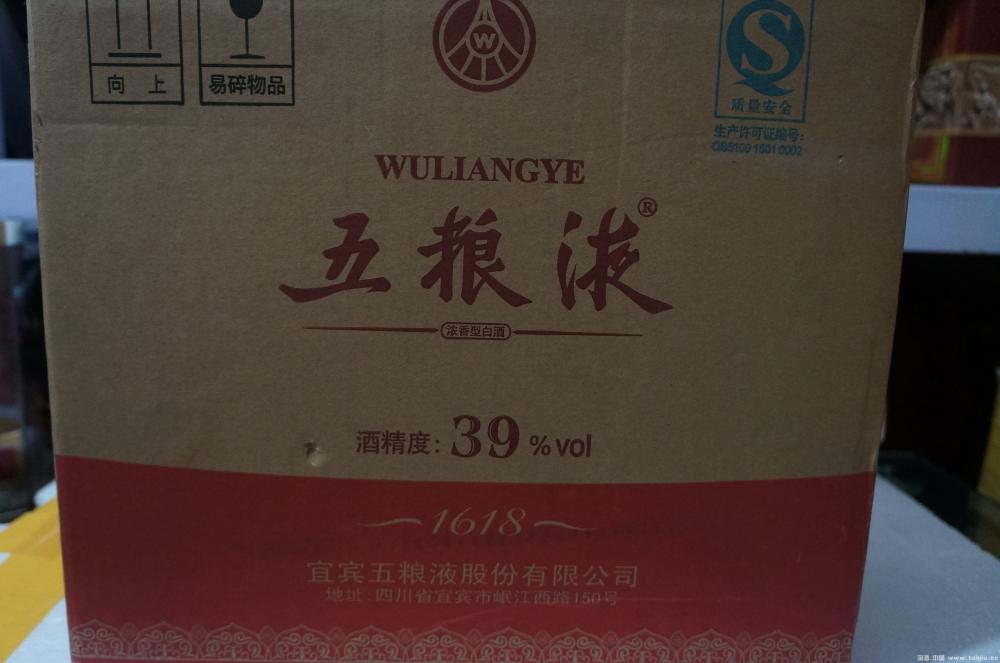 向 上
易碎物品
W
质量安全
生产许可证编号:
QS5100 1501 0002
WULIANGYE
五粮液®
浓香型白酒
酒精度: 39 %vol
1618
宜宾五粮液股份有限公司
地址:四川省宜宾市岷江西路150号